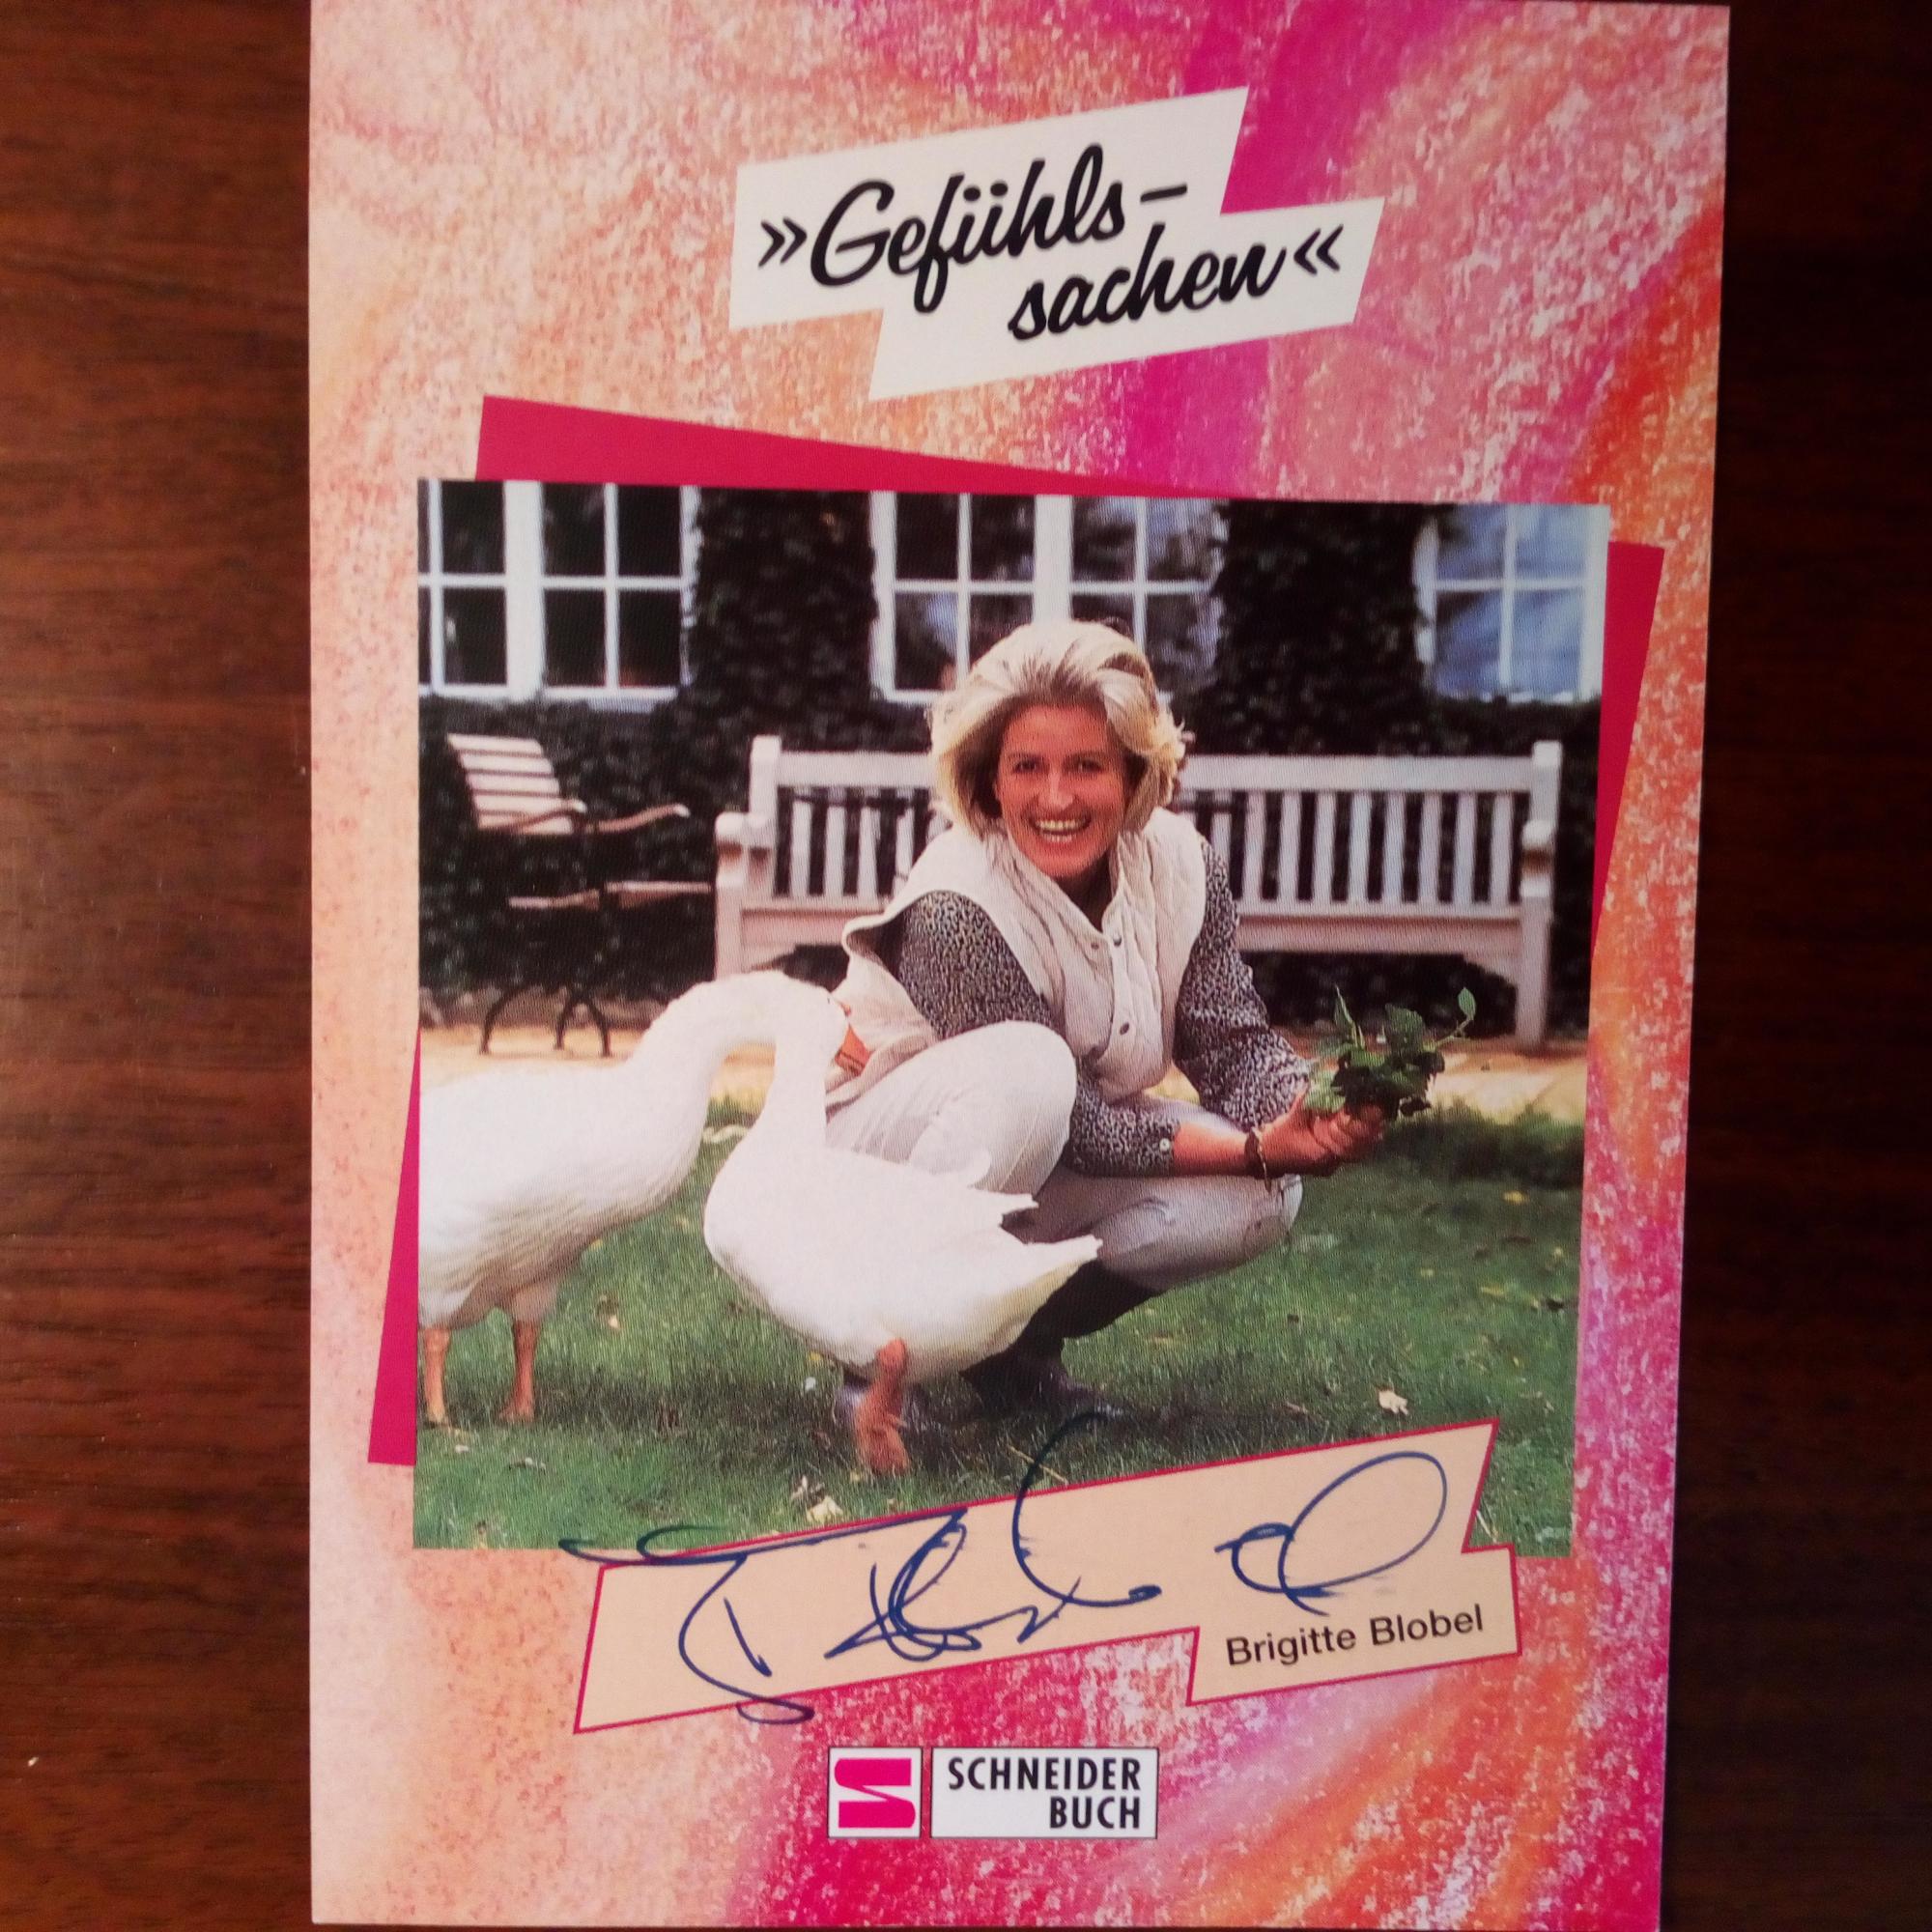 »Gefühls-
sachen«
Brigitte Blobel
SCHNEIDER
BUCH